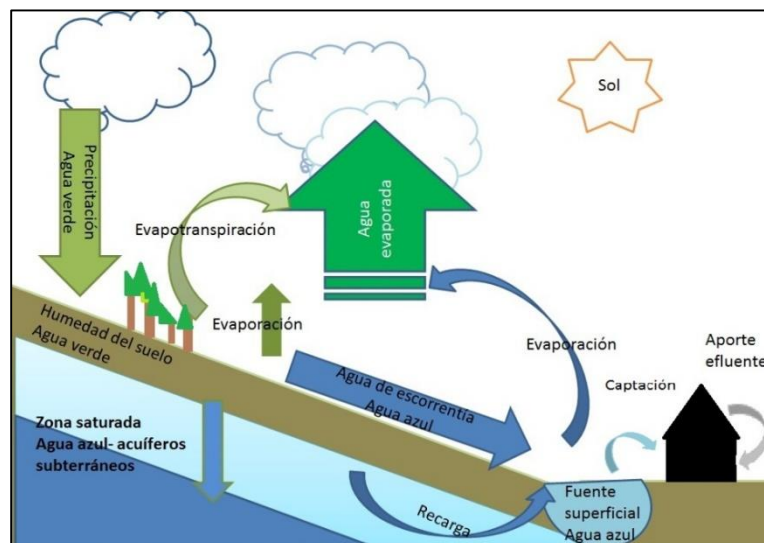 Sol
Precipitación
Agua verde
Evapotranspiración
Agua
evaporada
Evaporación
Evaporación
Aporte
efluente
Humedad del suelo
Agua verde
Agua de escorrentía
Agua azul
Captación
Zona saturada
Agua azul- acuíferos
subterráneos
Recarga
Fuente
superficial
Agua azul